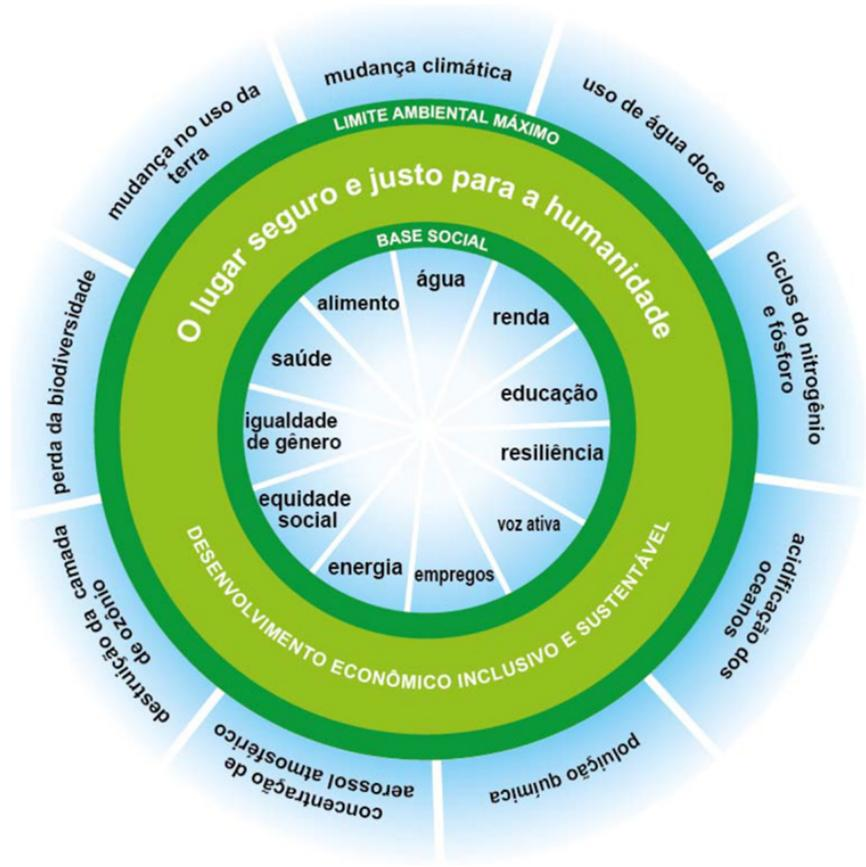 mudança climática
uso de água doce
ciclos do nitrogênio
e fósforo
acidificação dos
oceanos
poluição química
concentração de
aerossol atmosférico
destruição da camada
de ozônio
perda da biodiversidade
mudança no uso da
terra
LIMITE AMBIENTAL MÁXIMO
O lugar seguro e justo para a humanidade
BASE SOCIAL
água
renda
educação
resiliência
voz ativa
empregos
energia
equidade
social
igualdade
de gênero
saúde
alimento
DESENVOLVIMENTO ECONÔMICO INCLUSIVO E SUSTENTÁVEL